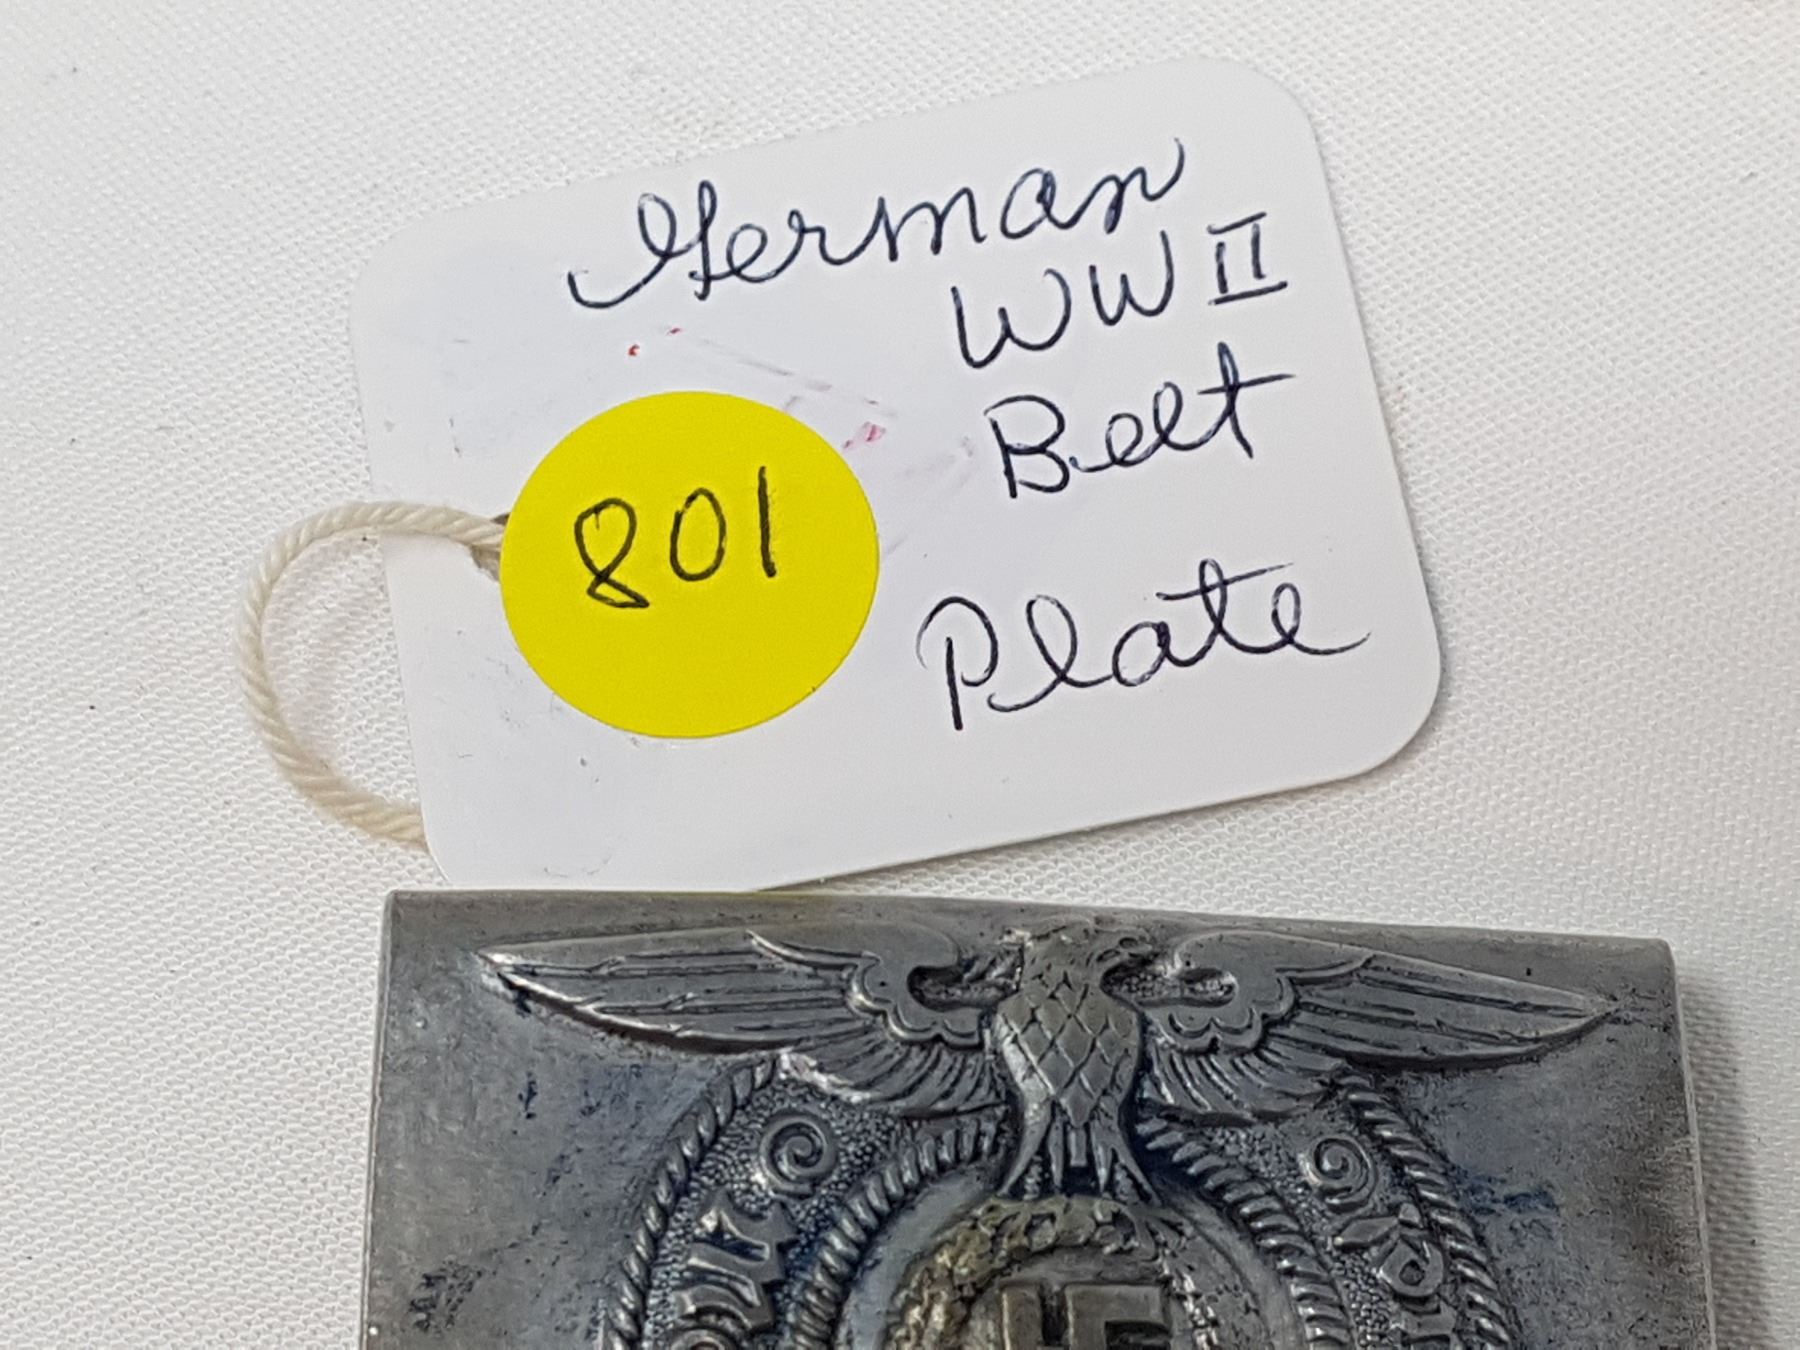 German
WW II
Belt
801
Plate